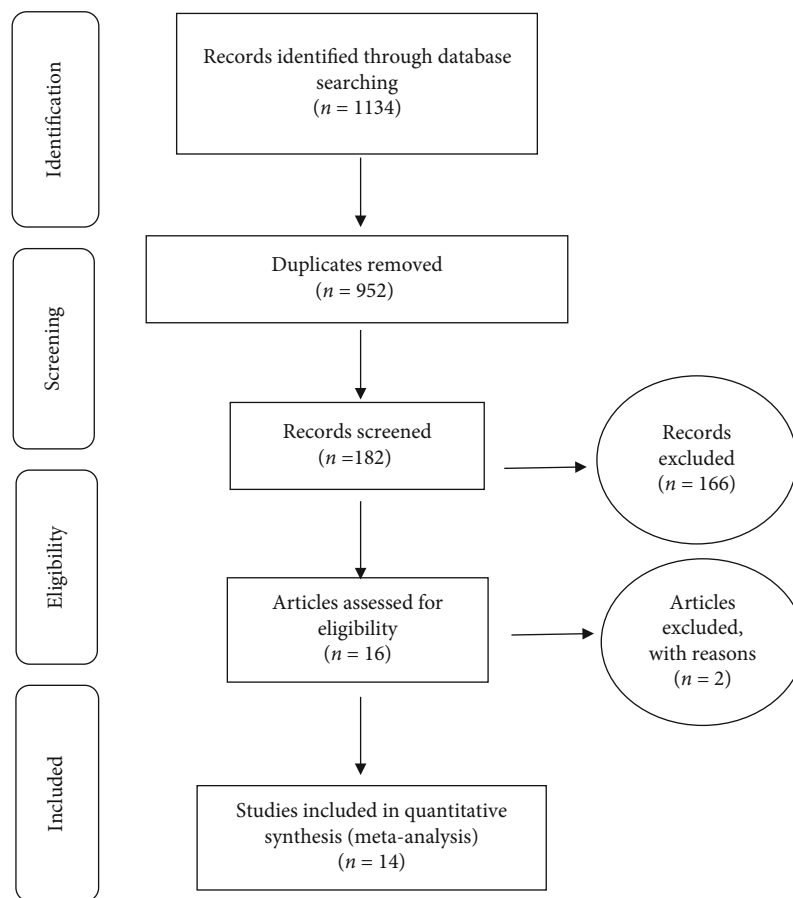 Identification
Records identified through database
searching
(n = 1134)
Screening
Duplicates removed
(n = 952)
Records screened
(n =182)
Records
excluded
(n = 166)
Eligibility
Articles assessed for
eligibility
(n = 16)
Articles
excluded,
with reasons
(n = 2)
Included
Studies included in quantitative
synthesis (meta-analysis)
(n = 14)